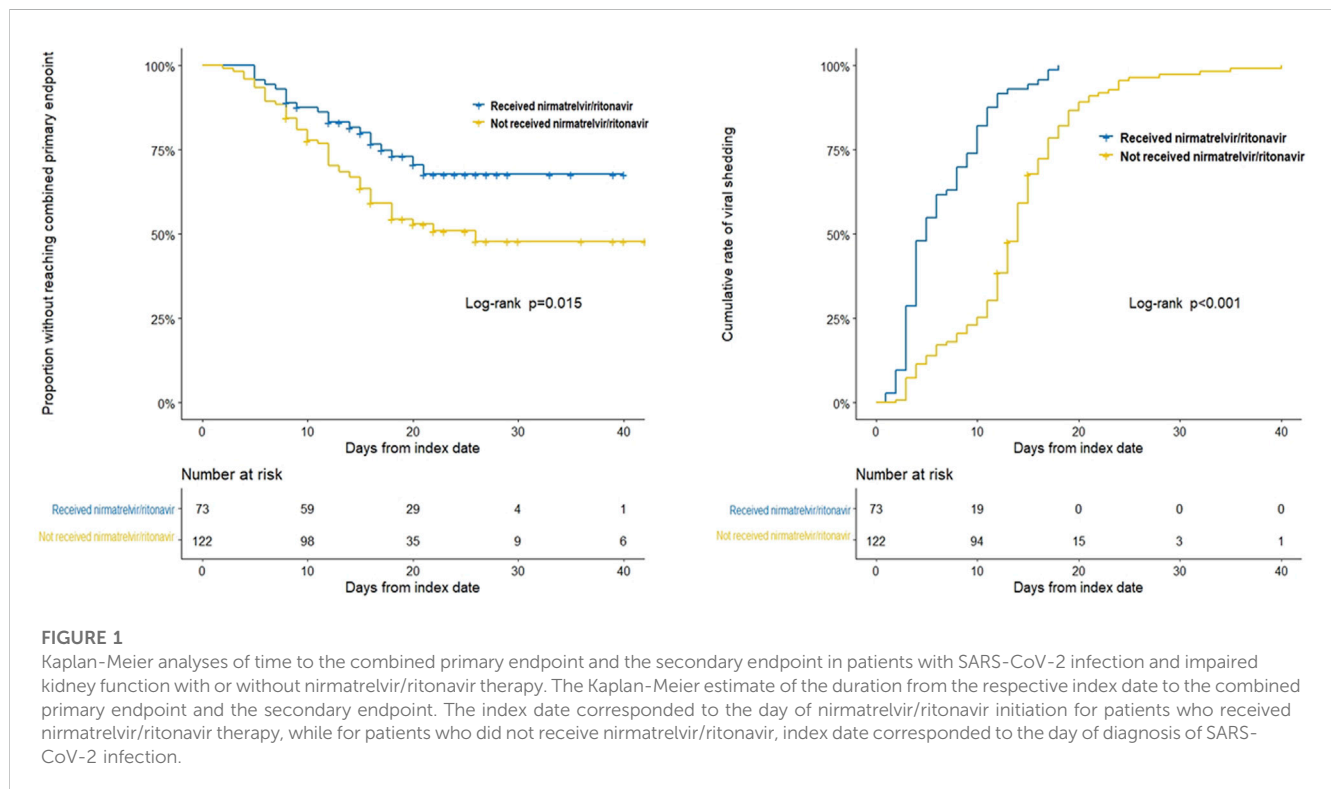 Proportion without reaching combined primary endpoint
100%
75%
50%
25%
0%
Received nirmatrelvir/ritonavir
Not received nirmatrelvir/ritonavir
Log-rank p=0.015
0 10 20 30 40
Days from index date
Number at risk
Received nirmatrelvir/ritonavir 73 59 29 4 1
Not received nirmatrelvir/ritonavir 122 98 35 9 6
0 10 20 30 40
Days from index date
Cumulative rate of viral shedding
100%
75%
50%
25%
0%
Received nirmatrelvir/ritonavir
Not received nirmatrelvir/ritonavir
Log-rank p<0.001
0 10 20 30 40
Days from index date
Number at risk
Received nirmatrelvir/ritonavir 73 19 0 0 0
Not received nirmatrelvir/ritonavir 122 94 15 3 1
0 10 20 30 40
Days from index date
FIGURE 1
Kaplan-Meier analyses of time to the combined primary endpoint and the secondary endpoint in patients with SARS-CoV-2 infection and impaired
kidney function with or without nirmatrelvir/ritonavir therapy. The Kaplan-Meier estimate of the duration from the respective index date to the combined
primary endpoint and the secondary endpoint. The index date corresponded to the day of nirmatrelvir/ritonavir initiation for patients who received
nirmatrelvir/ritonavir therapy, while for patients who did not receive nirmatrelvir/ritonavir, index date corresponded to the day of diagnosis of SARS-
CoV-2 infection.